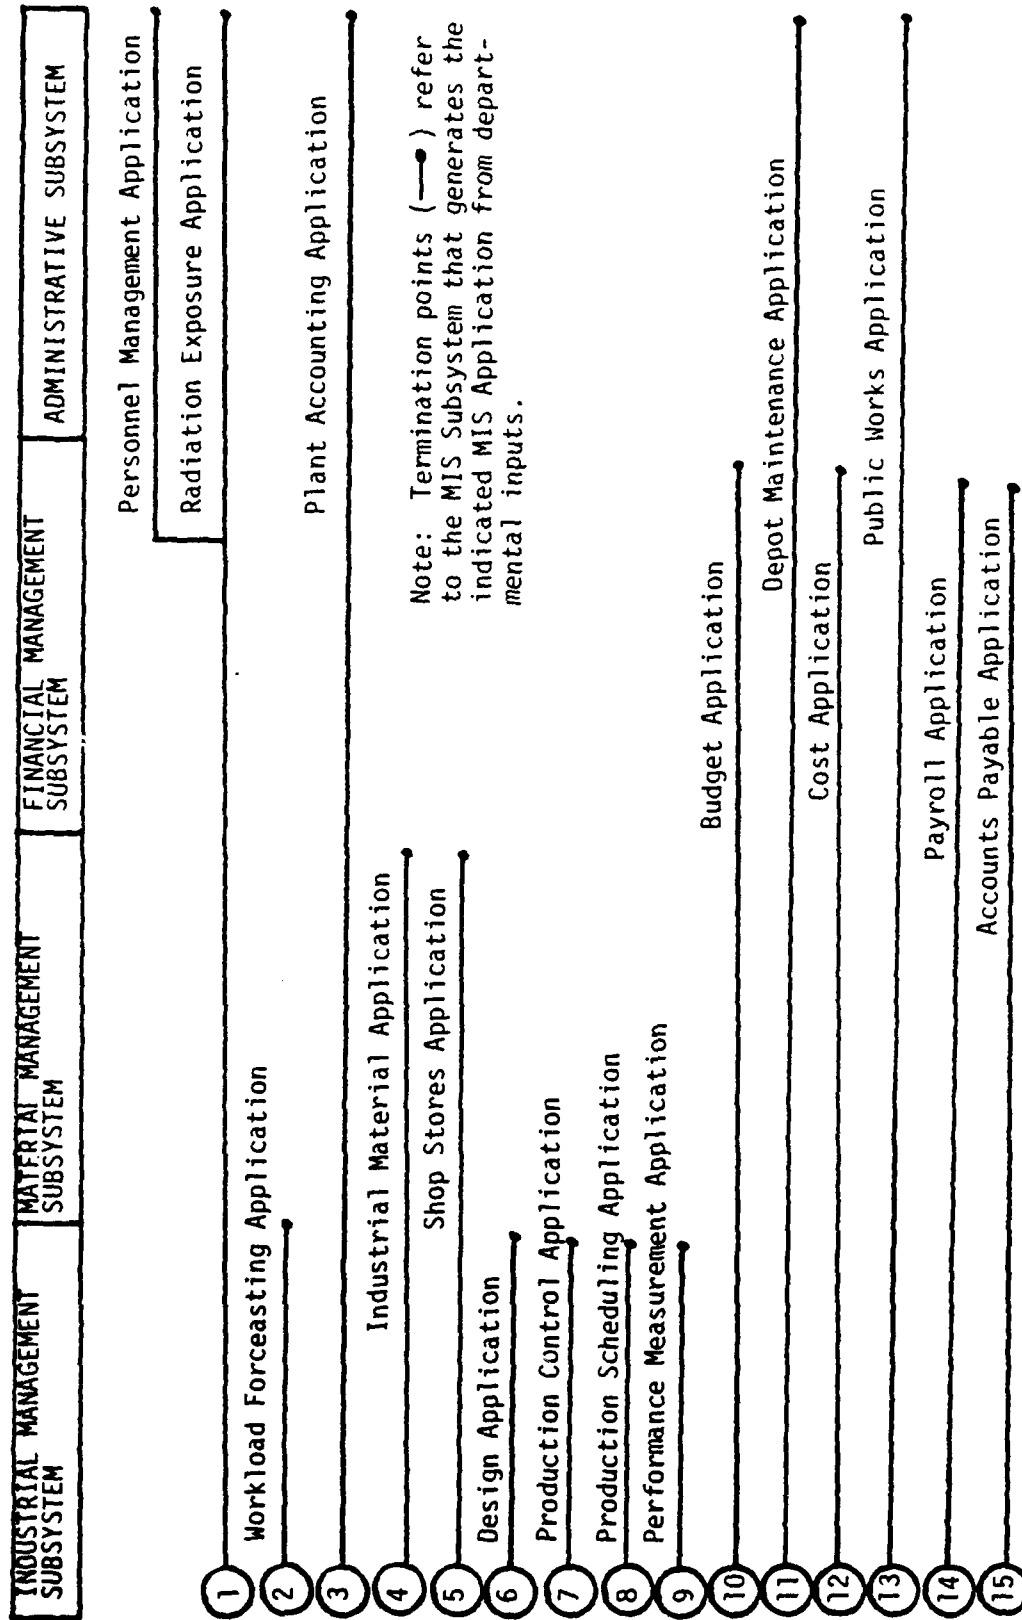 INDUSTRIAL MANAGEMENT
SUBSYSTEM
MATERIAL MANAGEMENT
SUBSYSTEM
FINANCIAL MANAGEMENT
SUBSYSTEM
ADMINISTRATIVE SUBSYSTEM
Personnel Management Application
1
Radiation Exposure Application
2
Workload Forceasting Application
3
Plant Accounting Application
4
Industrial Material Application
5
Shop Stores Application
Note: Termination points ( ) refer
to the MIS Subsystem that generates the
indicated MIS Application from depart-
mental inputs.
6
Design Application
7
Production Control Application
8
Production Scheduling Application
9
Performance Measurement Application
10
Budget Application
11
Depot Maintenance Application
12
Cost Application
13
Public Works Application
14
Payroll Application
15
Accounts Payable Application